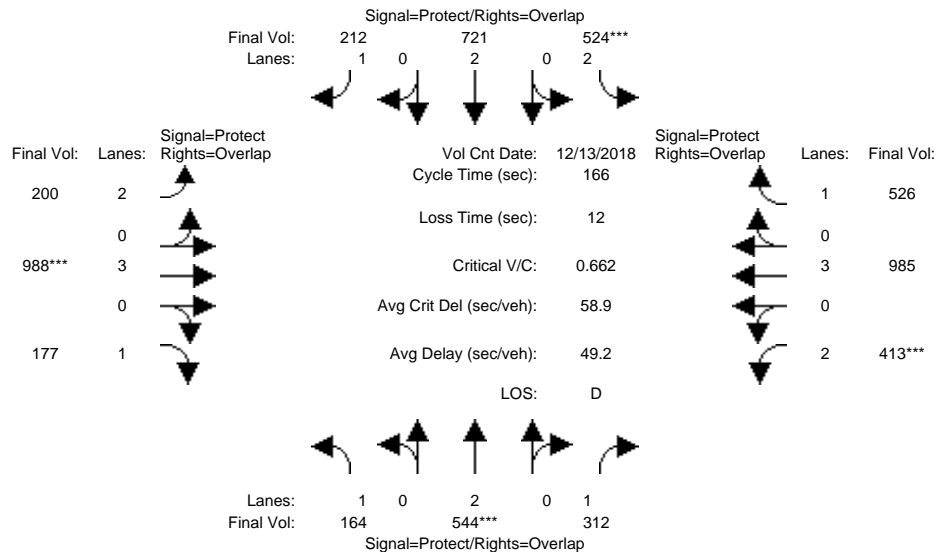 Signal=Protect/Rights=Overlap
Final Vol: 212 721 524***
Lanes: 1 0 2 0 2
Signal=Protect
Final Vol: Lanes: Rights=Overlap
Vol Cnt Date: 12/13/2018
Signal=Protect
Rights=Overlap Lanes: Final Vol:
200 2
Cycle Time (sec): 166
1 526
0
Loss Time (sec): 12
0
988*** 3
Critical V/C: 0.662
3 985
0
Avg Crit Del (sec/veh): 58.9
0
177 1
Avg Delay (sec/veh): 49.2
2 413***
LOS: D
Lanes: 1 0 2 0 1
Final Vol: 164 544*** 312
Signal=Protect/Rights=Overlap